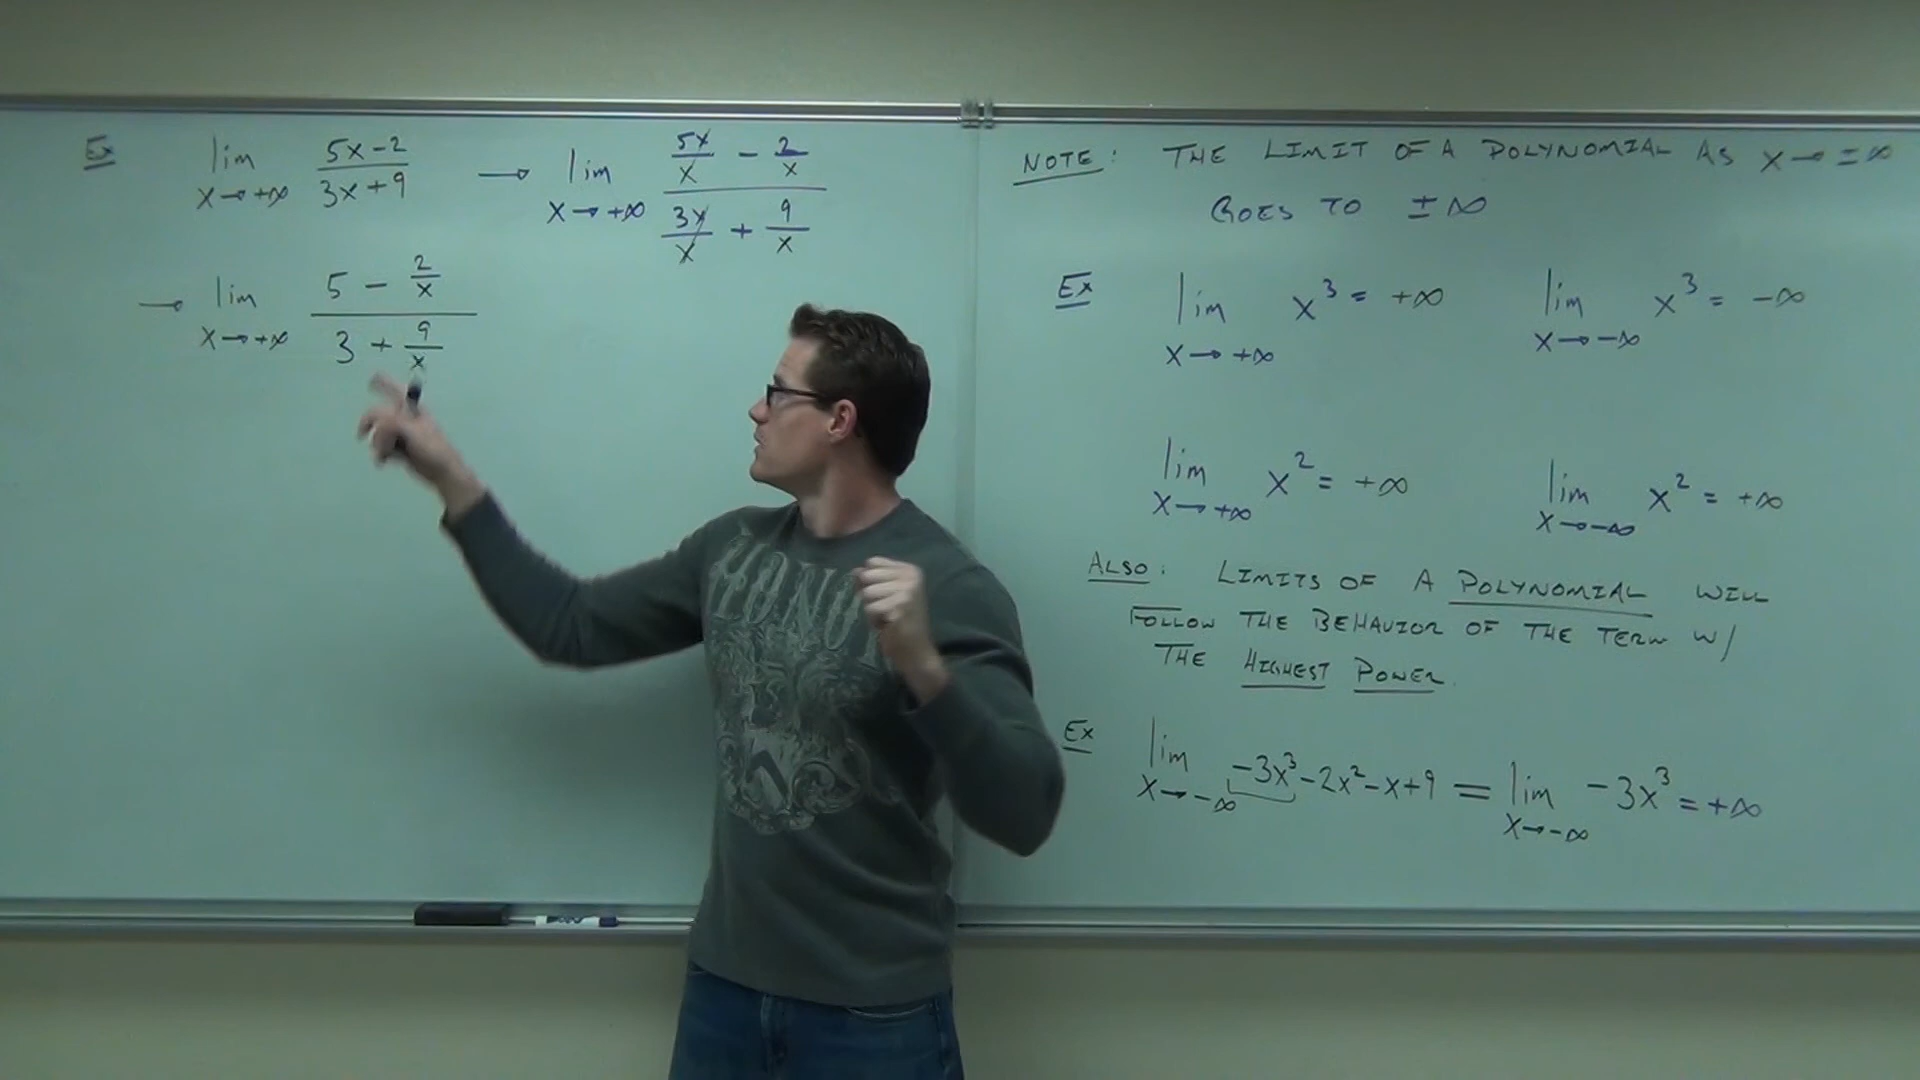 Ex lim x→+∞ (5x-2)/(3x+9) → lim x→+∞ (5x/x - 2/x)/(3x/x + 9/x)
→ lim x→+∞ (5 - 2/x)/(3 + 9/x)
NOTE: THE LIMIT OF A POLYNOMIAL AS x→±∞
GOES TO ±∞
Ex lim x→+∞ x³ = +∞ lim x→-∞ x³ = -∞
lim x→+∞ x² = +∞ lim x→-∞ x² = +∞
ALSO: LIMITS OF A POLYNOMIAL WILL
FOLLOW THE BEHAVIOR OF THE TERM W/
THE HIGHEST POWER.
Ex lim x→-∞ -3x³-2x²-x+9 = lim x→-∞ -3x³ = +∞